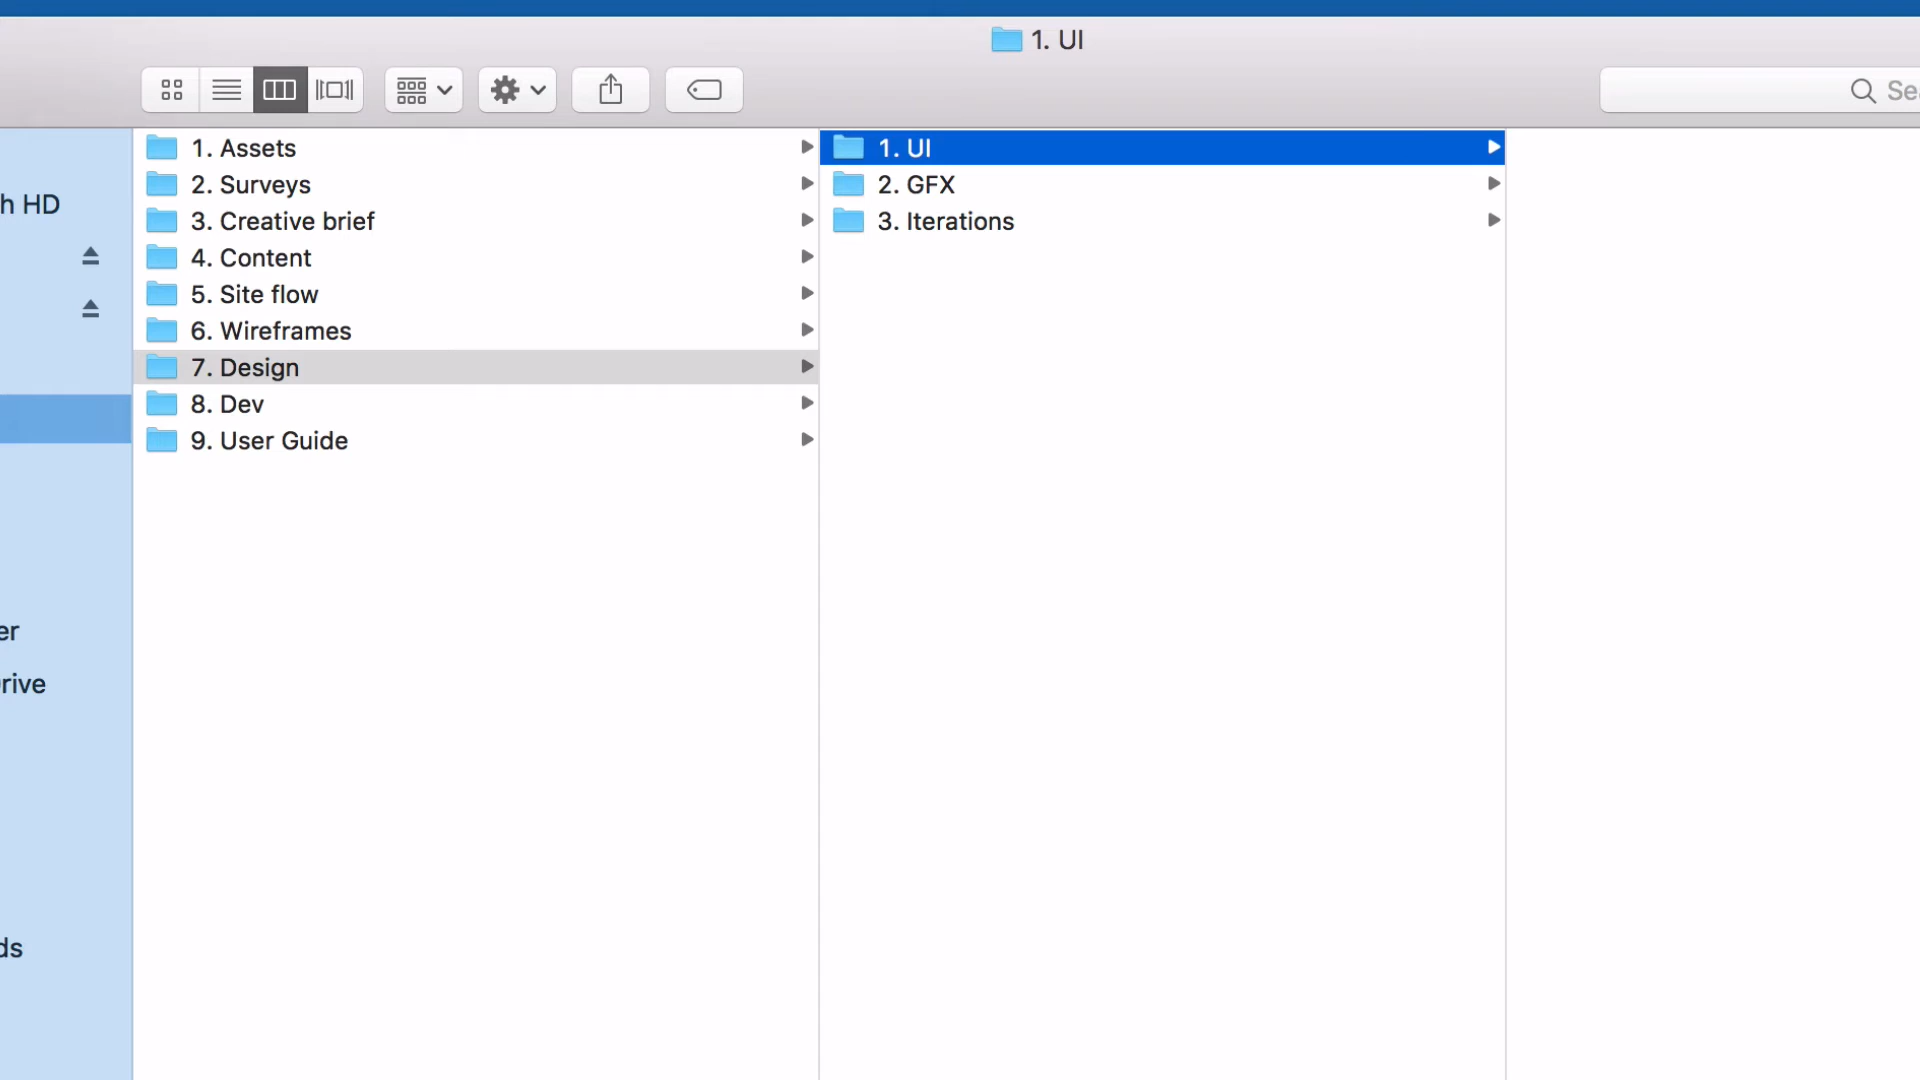 1. UI
Sea
h HD
er
rive
ds
1. Assets
2. Surveys
3. Creative brief
4. Content
5. Site flow
6. Wireframes
7. Design
8. Dev
9. User Guide
1. UI
2. GFX
3. Iterations